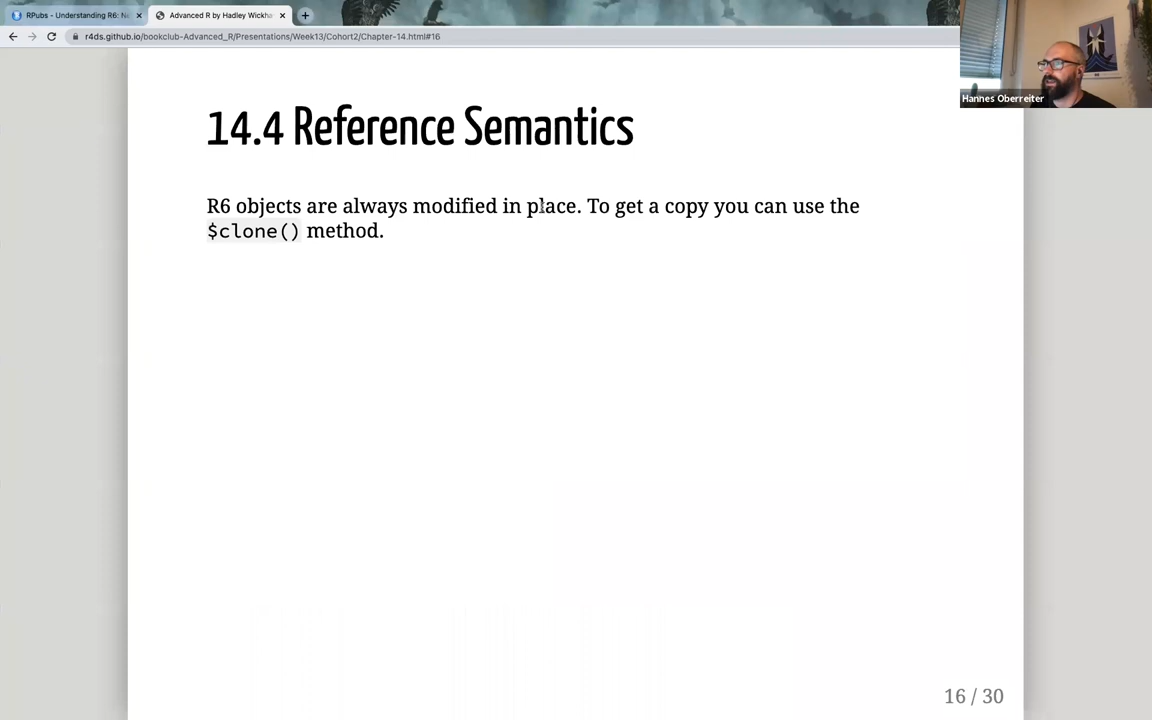 RPubs - Understanding R6: Ne
Advanced R by Hadley Wickha
r4ds.github.io/bookclub-Advanced_R/Presentations/Week13/Cohort2/Chapter-14.html#16
Hannes Oberreiter
14.4 Reference Semantics
R6 objects are always modified in place. To get a copy you can use the
$clone() method.
16 / 30